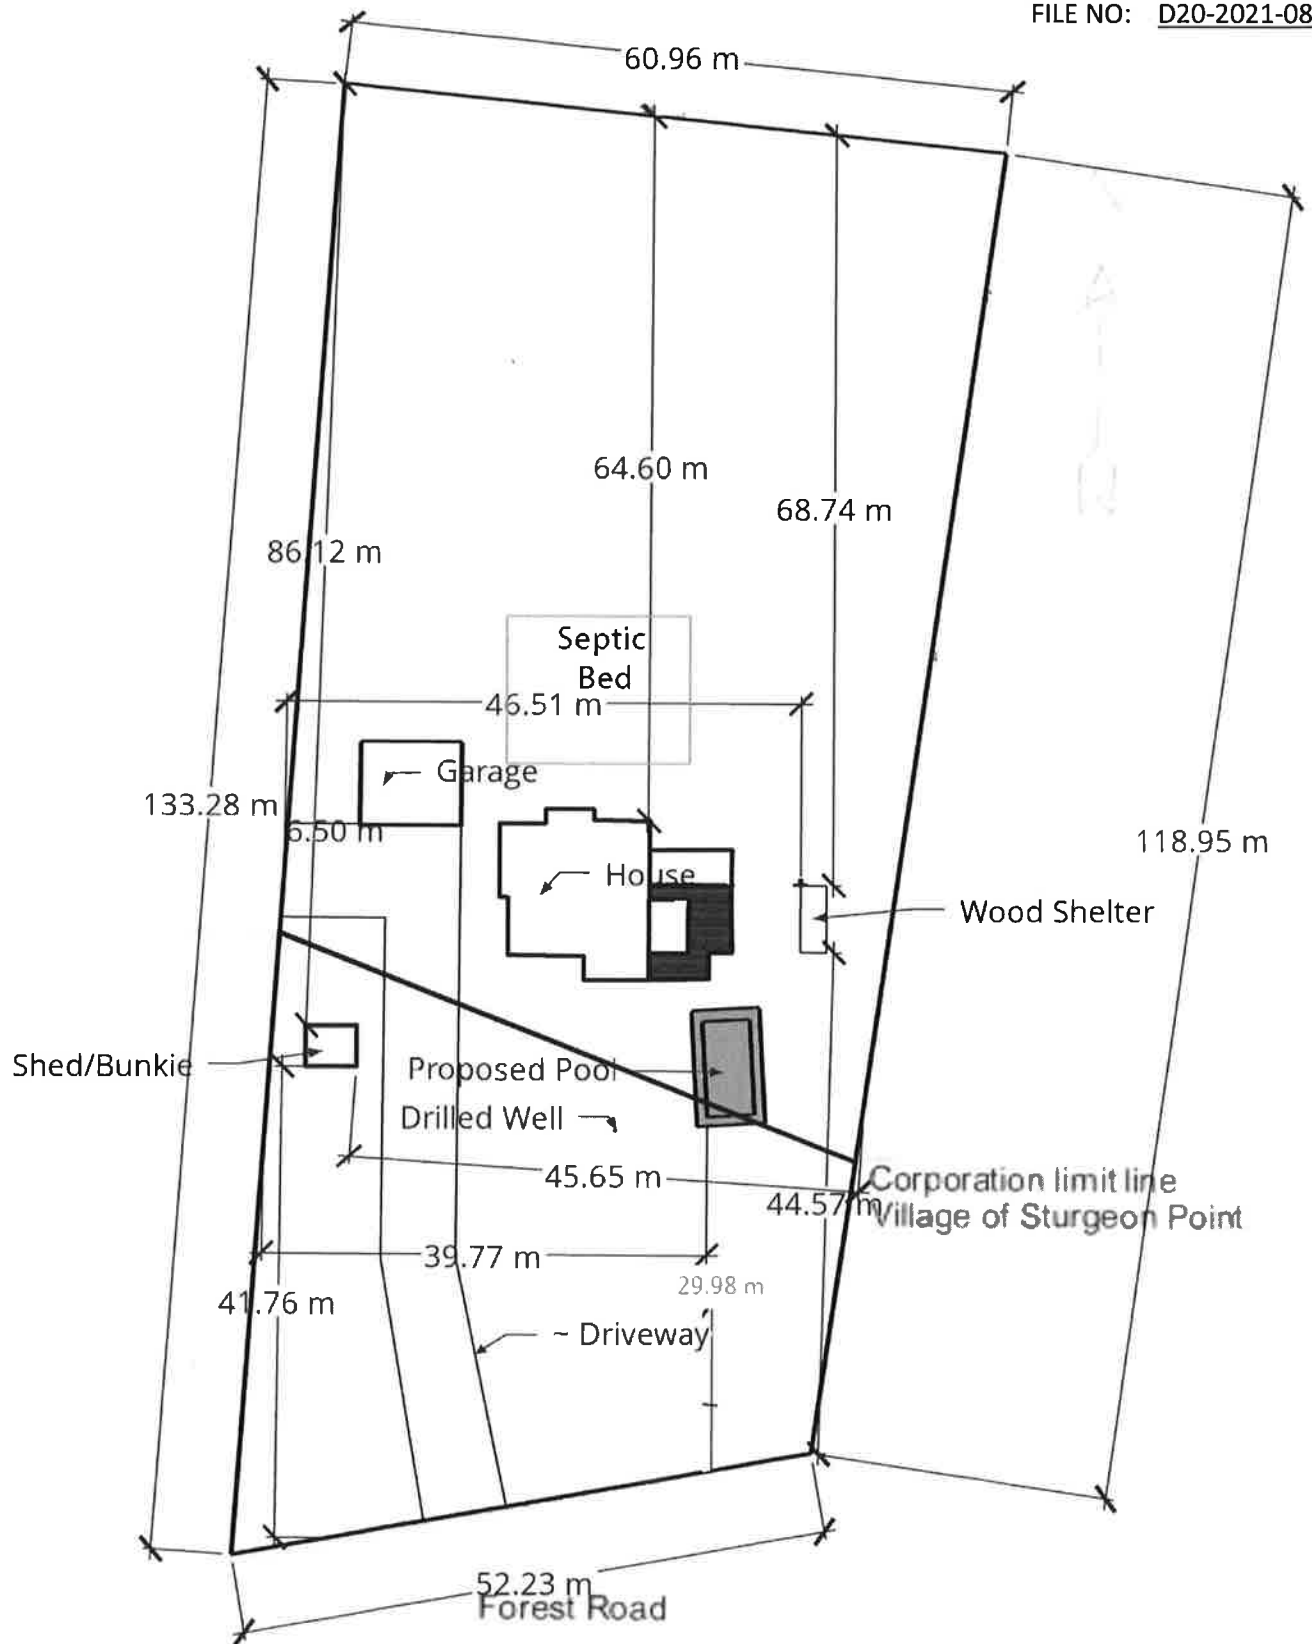 FILE NO: D20-2021-08
60.96 m
64.60 m
68.74 m
86.12 m
Septic
Bed
46.51 m
Garage
133.28 m
6.50 m
118.95 m
House
Wood Shelter
Shed/Bunkie
Proposed Pool
Drilled Well
45.65 m
Corporation limit line
44.57 m
Village of Sturgeon Point
39.77 m
29.98 m
41.76 m
~ Driveway
52.23 m
Forest Road